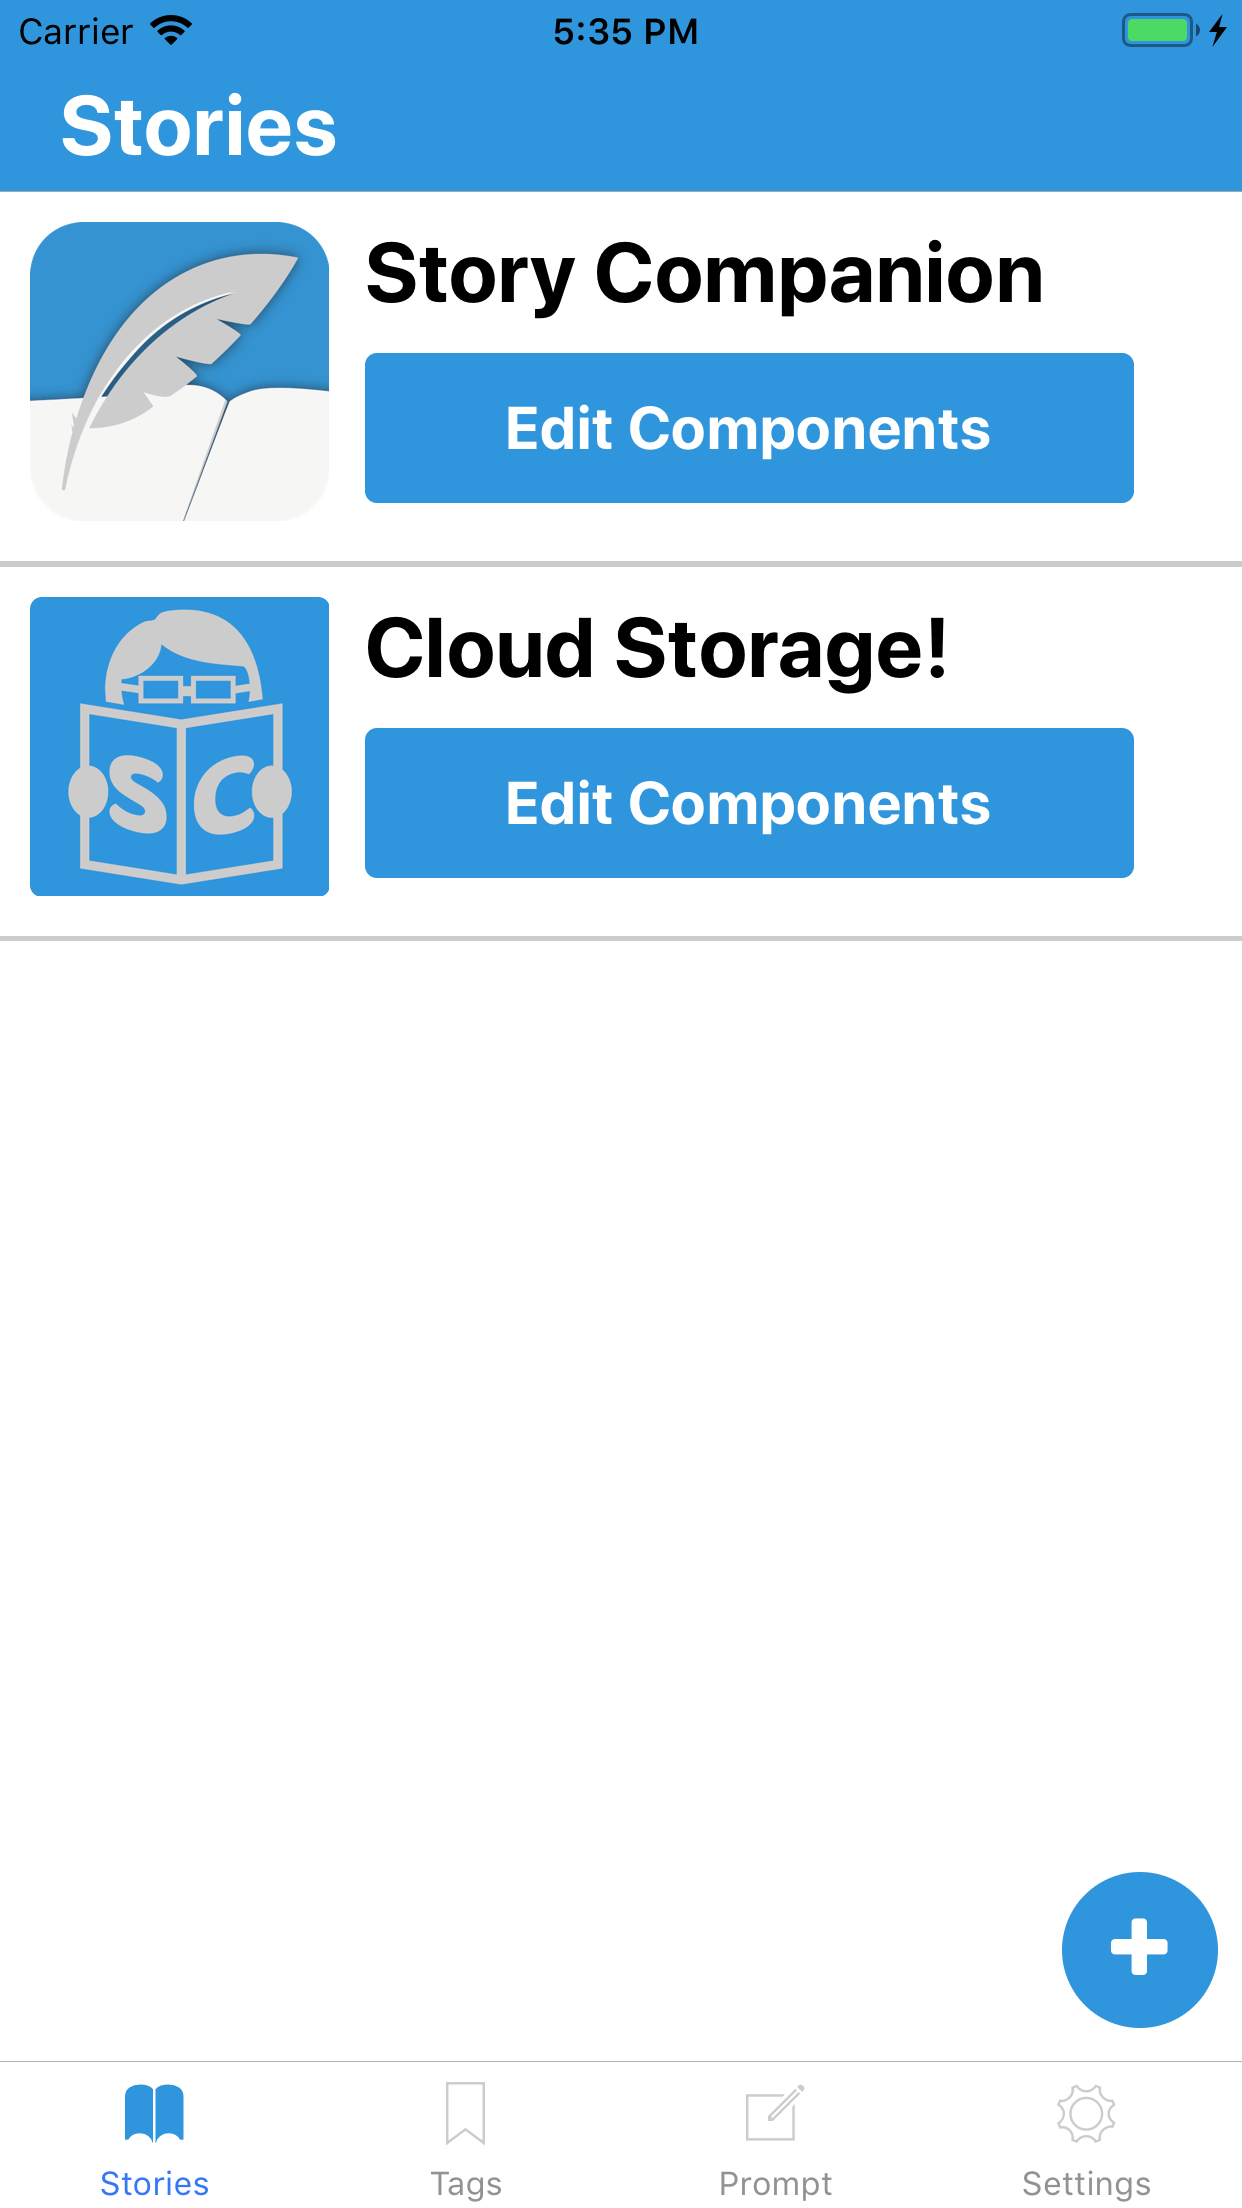 Carrier 5:35 PM
Stories
Story Companion
Edit Components
SC
Cloud Storage!
Edit Components
Stories Tags Prompt Settings